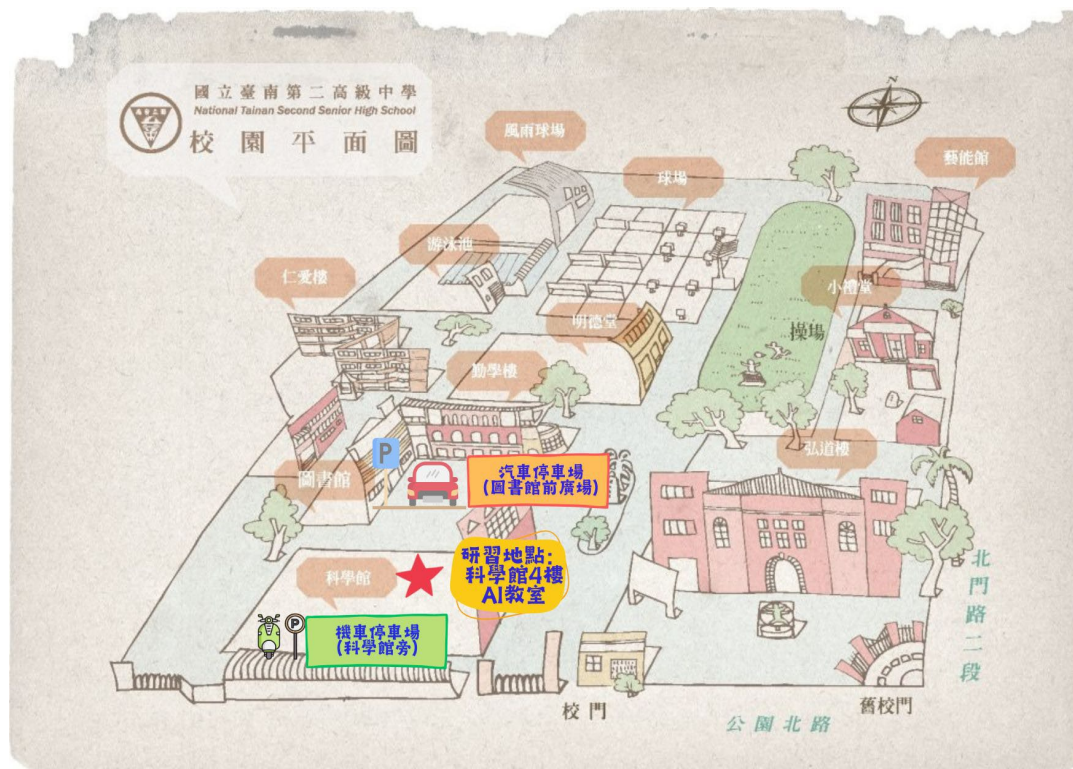 國立臺南第二高級中學
National Tainan Second Senior High School
校園平面圖
N
風雨球場
球場
藝能館
游泳池
仁愛樓
小禮堂
明德堂
操場
勤學樓
弘道樓
圖書館
P
汽車停車場
(圖書館前廣場)
科學館
研習地點:
科學館4樓
AI教室
P
機車停車場
(科學館旁)
北門路二段
校門
舊校門
公園北路